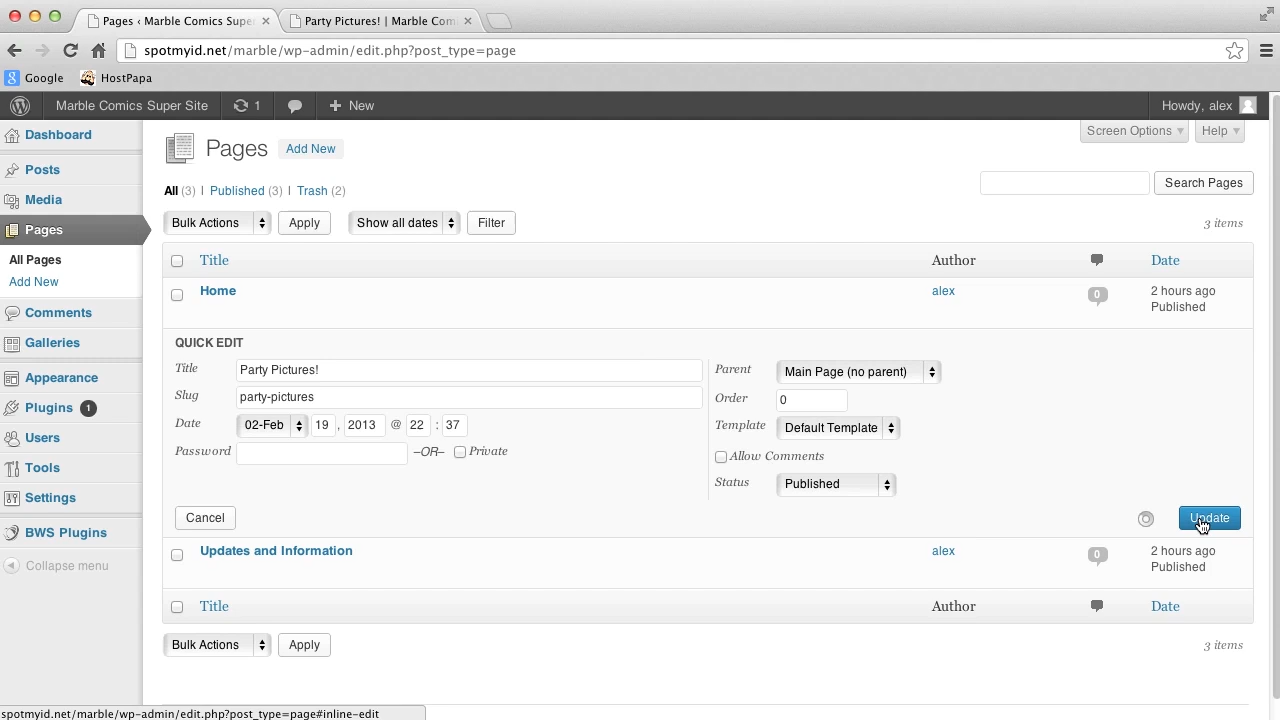 Pages ‹ Marble Comics Supe
Party Pictures! | Marble Com
spotmyid.net/marble/wp-admin/edit.php?post_type=page
Google
HostPapa
Marble Comics Super Site
1
New
Howdy, alex
Dashboard
Posts
Media
Pages
All Pages
Add New
Comments
Galleries
Appearance
Plugins 1
Users
Tools
Settings
BWS Plugins
Collapse menu
Screen Options
Help
Pages
Add New
All (3) | Published (3) | Trash (2)
Search Pages
Bulk Actions
Apply
Show all dates
Filter
3 items
Title
Author
Date
Home
alex
0
2 hours ago
Published
QUICK EDIT
Title
Party Pictures!
Slug
party-pictures
Date
02-Feb 19 , 2013 @ 22 : 37
Password
–OR–
Private
Parent
Main Page (no parent)
Order
0
Template
Default Template
Allow Comments
Status
Published
Cancel
Update
Updates and Information
alex
0
2 hours ago
Published
Title
Author
Date
Bulk Actions
Apply
3 items
spotmyid.net/marble/wp-admin/edit.php?post_type=page#inline-edit